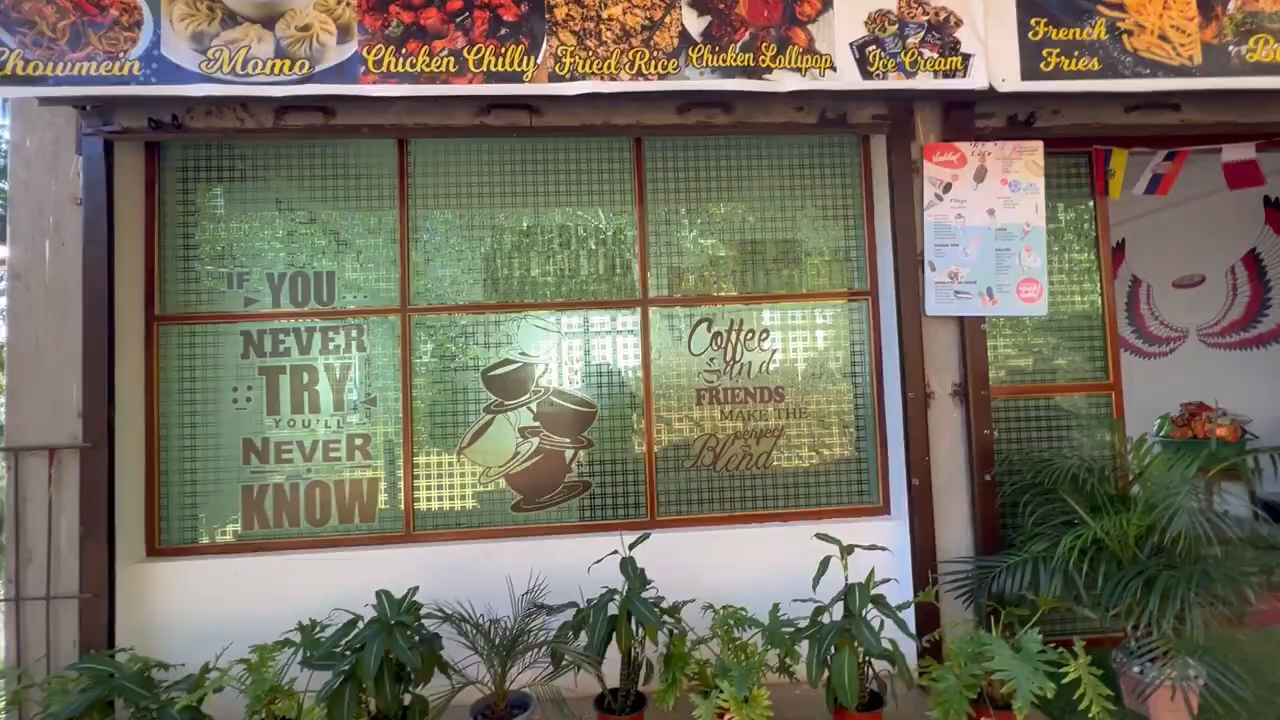 Chowmein
Momo
Chicken Chilly
Fried Rice
Chicken Lollipop
Ice Cream
French
Fries
IF YOU
NEVER
TRY
YOU'LL
NEVER
KNOW
Coffee
and
FRIENDS
MAKE THE
perfect
Blend